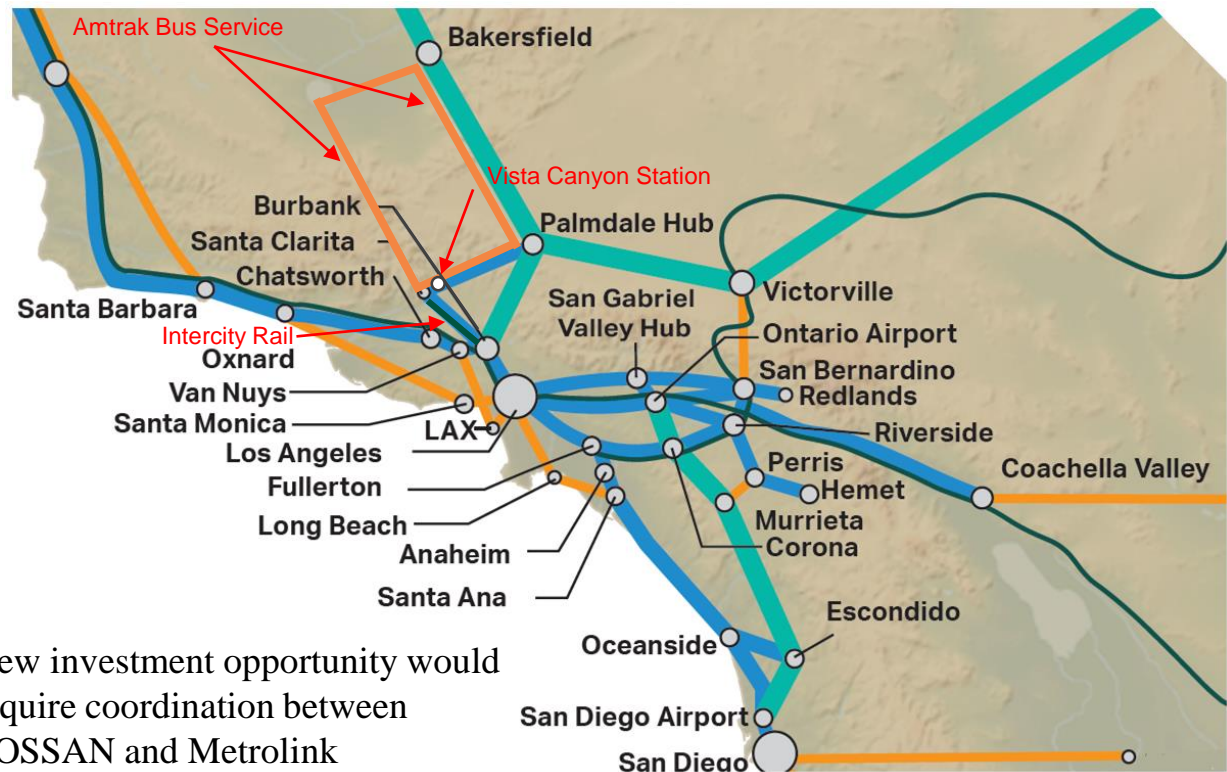 Amtrak Bus Service
Bakersfield
Vista Canyon Station
Burbank
Santa Clarita
Chatsworth
Palmdale Hub
Santa Barbara
Intercity Rail
Oxnard
Van Nuys
Santa Monica
LAX
Los Angeles
Fullerton
Long Beach
Anaheim
Santa Ana
San Gabriel
Valley Hub
Victorville
Ontario Airport
San Bernardino
Redlands
Riverside
Perris
Hemet
Coachella Valley
Murrieta
Corona
Escondido
Oceanside
San Diego Airport
San Diego
ew investment opportunity would
quire coordination between
OSSAN and Metrolink